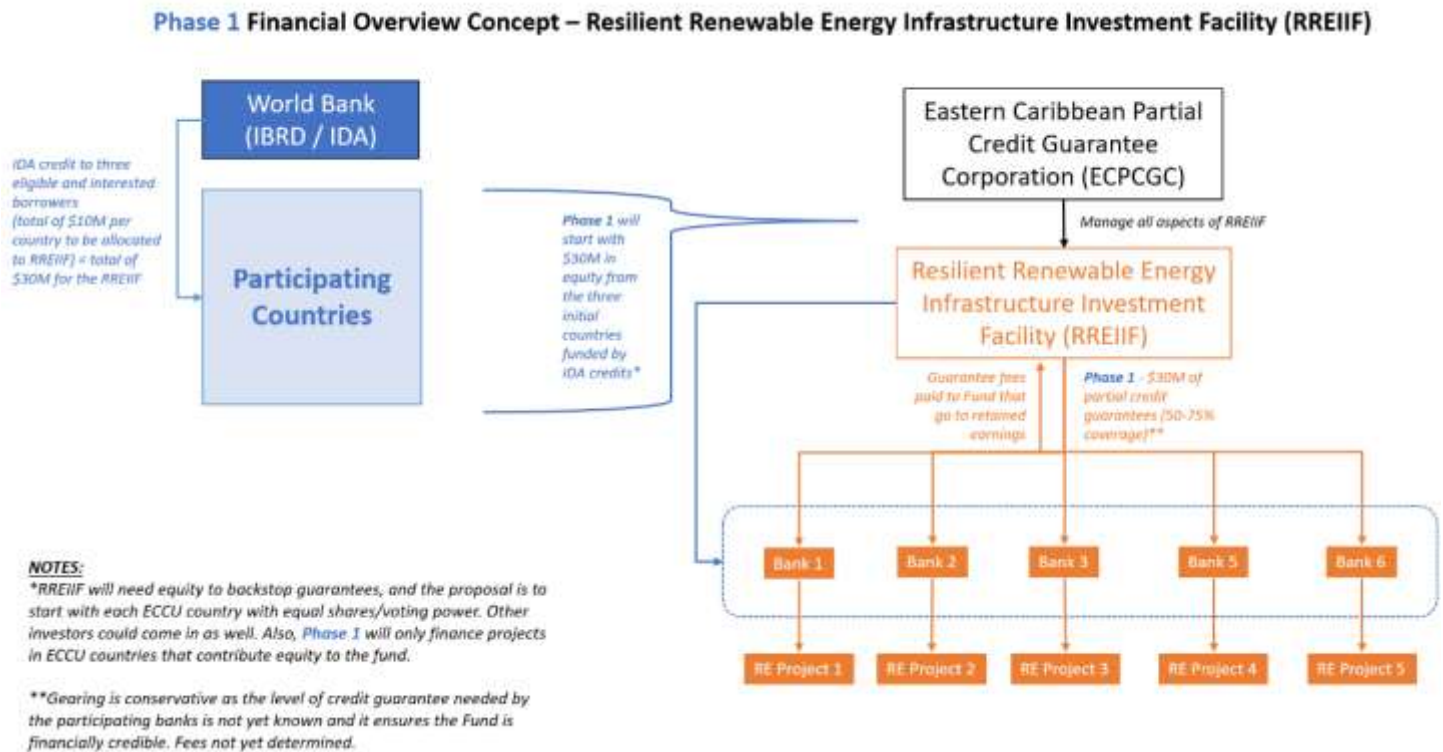 Phase 1 Financial Overview Concept – Resilient Renewable Energy Infrastructure Investment Facility (RREIIF)
World Bank
(IBRD / IDA)
IDA credit to three
eligible and interested
borrowers
(total of $10M per
country to be allocated
to RREIIF) = total of
$30M for the RREIIF
Participating
Countries
Phase 1 will
start with
$30M in
equity from
the three
initial
countries
funded by
IDA credits*
Eastern Caribbean Partial
Credit Guarantee
Corporation (ECPCGC)
Manage all aspects of RREIIF
Resilient Renewable Energy
Infrastructure Investment
Facility (RREIIF)
Guarantee fees
paid to Fund that
go to retained
earnings
Phase 1 - $30M of
partial credit
guarantees (50-75%
coverage)**
Bank 1
Bank 2
Bank 3
Bank 5
Bank 6
RE Project 1
RE Project 2
RE Project 3
RE Project 4
RE Project 5
NOTES:
*RREIIF will need equity to backstop guarantees, and the proposal is to
start with each ECCU country with equal shares/voting power. Other
investors could come in as well. Also, Phase 1 will only finance projects
in ECCU countries that contribute equity to the fund.
**Gearing is conservative as the level of credit guarantee needed by
the participating banks is not yet known and it ensures the Fund is
financially credible. Fees not yet determined.